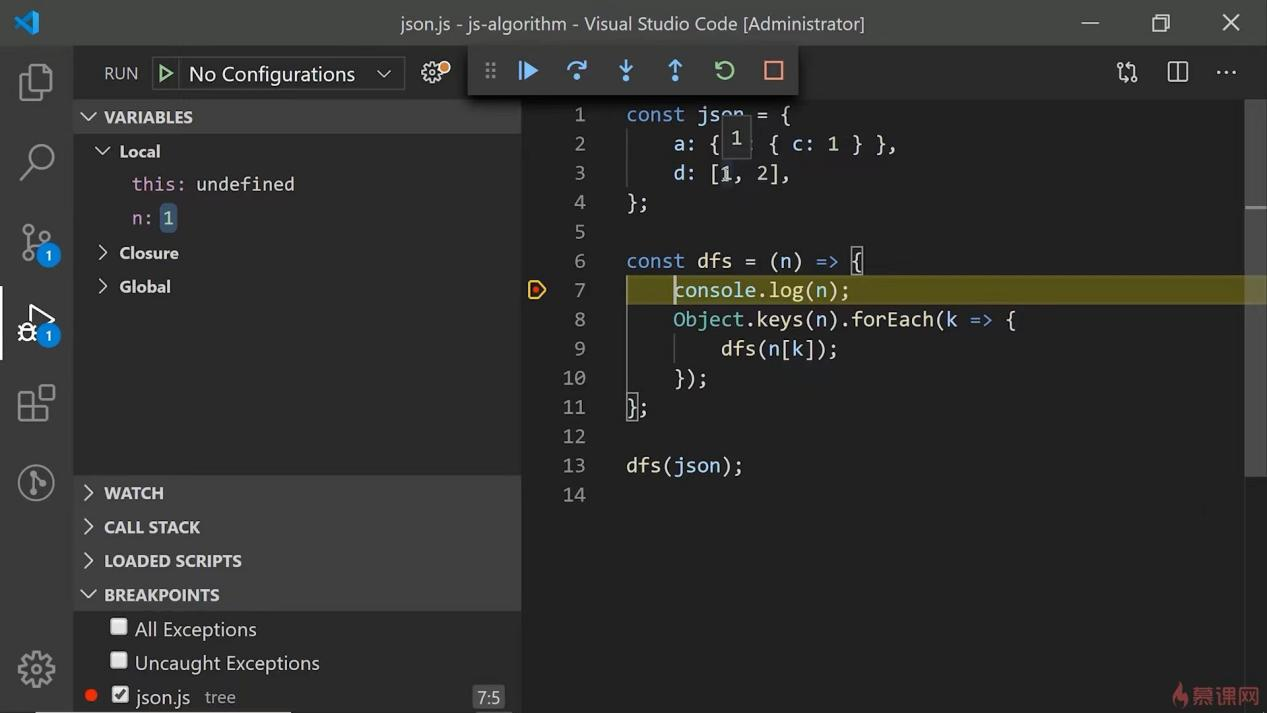 json.js - js-algorithm - Visual Studio Code [Administrator]
RUN
No Configurations
VARIABLES
Local
this: undefined
n: 1
Closure
Global
WATCH
CALL STACK
LOADED SCRIPTS
BREAKPOINTS
All Exceptions
Uncaught Exceptions
json.js tree 7:5
1
1
1 const json = {
2 a: { : { c: 1 } },
1
3 d: [1, 2],
4 };
5
6 const dfs = (n) => {
7 console.log(n);
8 Object.keys(n).forEach(k => {
9 dfs(n[k]);
10 });
11 };
12
13 dfs(json);
14
慕课网